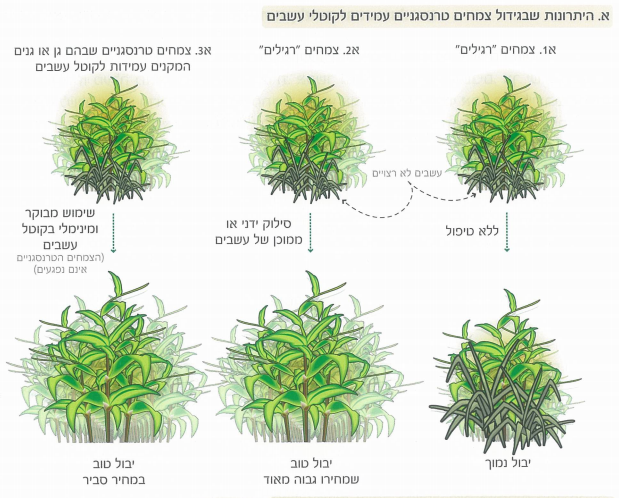 א. היתרונות שבגידול צמחים טרנסגניים עמידים לקוטלי עשבים
א1. צמחים "רגילים"
א2. צמחים "רגילים"
א3. צמחים טרנסגניים שבהם גן או גנים
המקנים עמידות לקוטל עשבים
עשבים לא רצויים
ללא טיפול
סילוק ידני או
ממוכן של עשבים
שימוש מבוקר
ומינימלי בקוטל
עשבים
(הצמחים הטרנסגניים
אינם נפגעים)
יבול נמוך
יבול טוב
שמחירו גבוה מאוד
יבול טוב
במחיר סביר